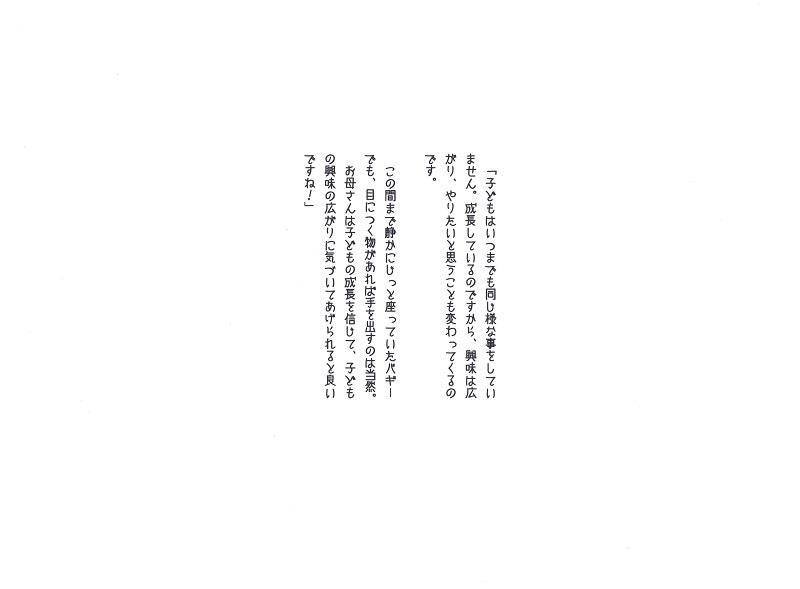 「子どもはいつまでも同じ様な事をしてい
ません。成長しているのですから、興味は広
がり、やりたいと思うことも変わってくるの
です。
この間まで静かにじっと座っていたバギー
でも、目につく物があれば手を出すのは当然。
お母さんは子どもの成長を信じて、子ども
の興味の広がりに気づいてあげられると良い
ですね！」